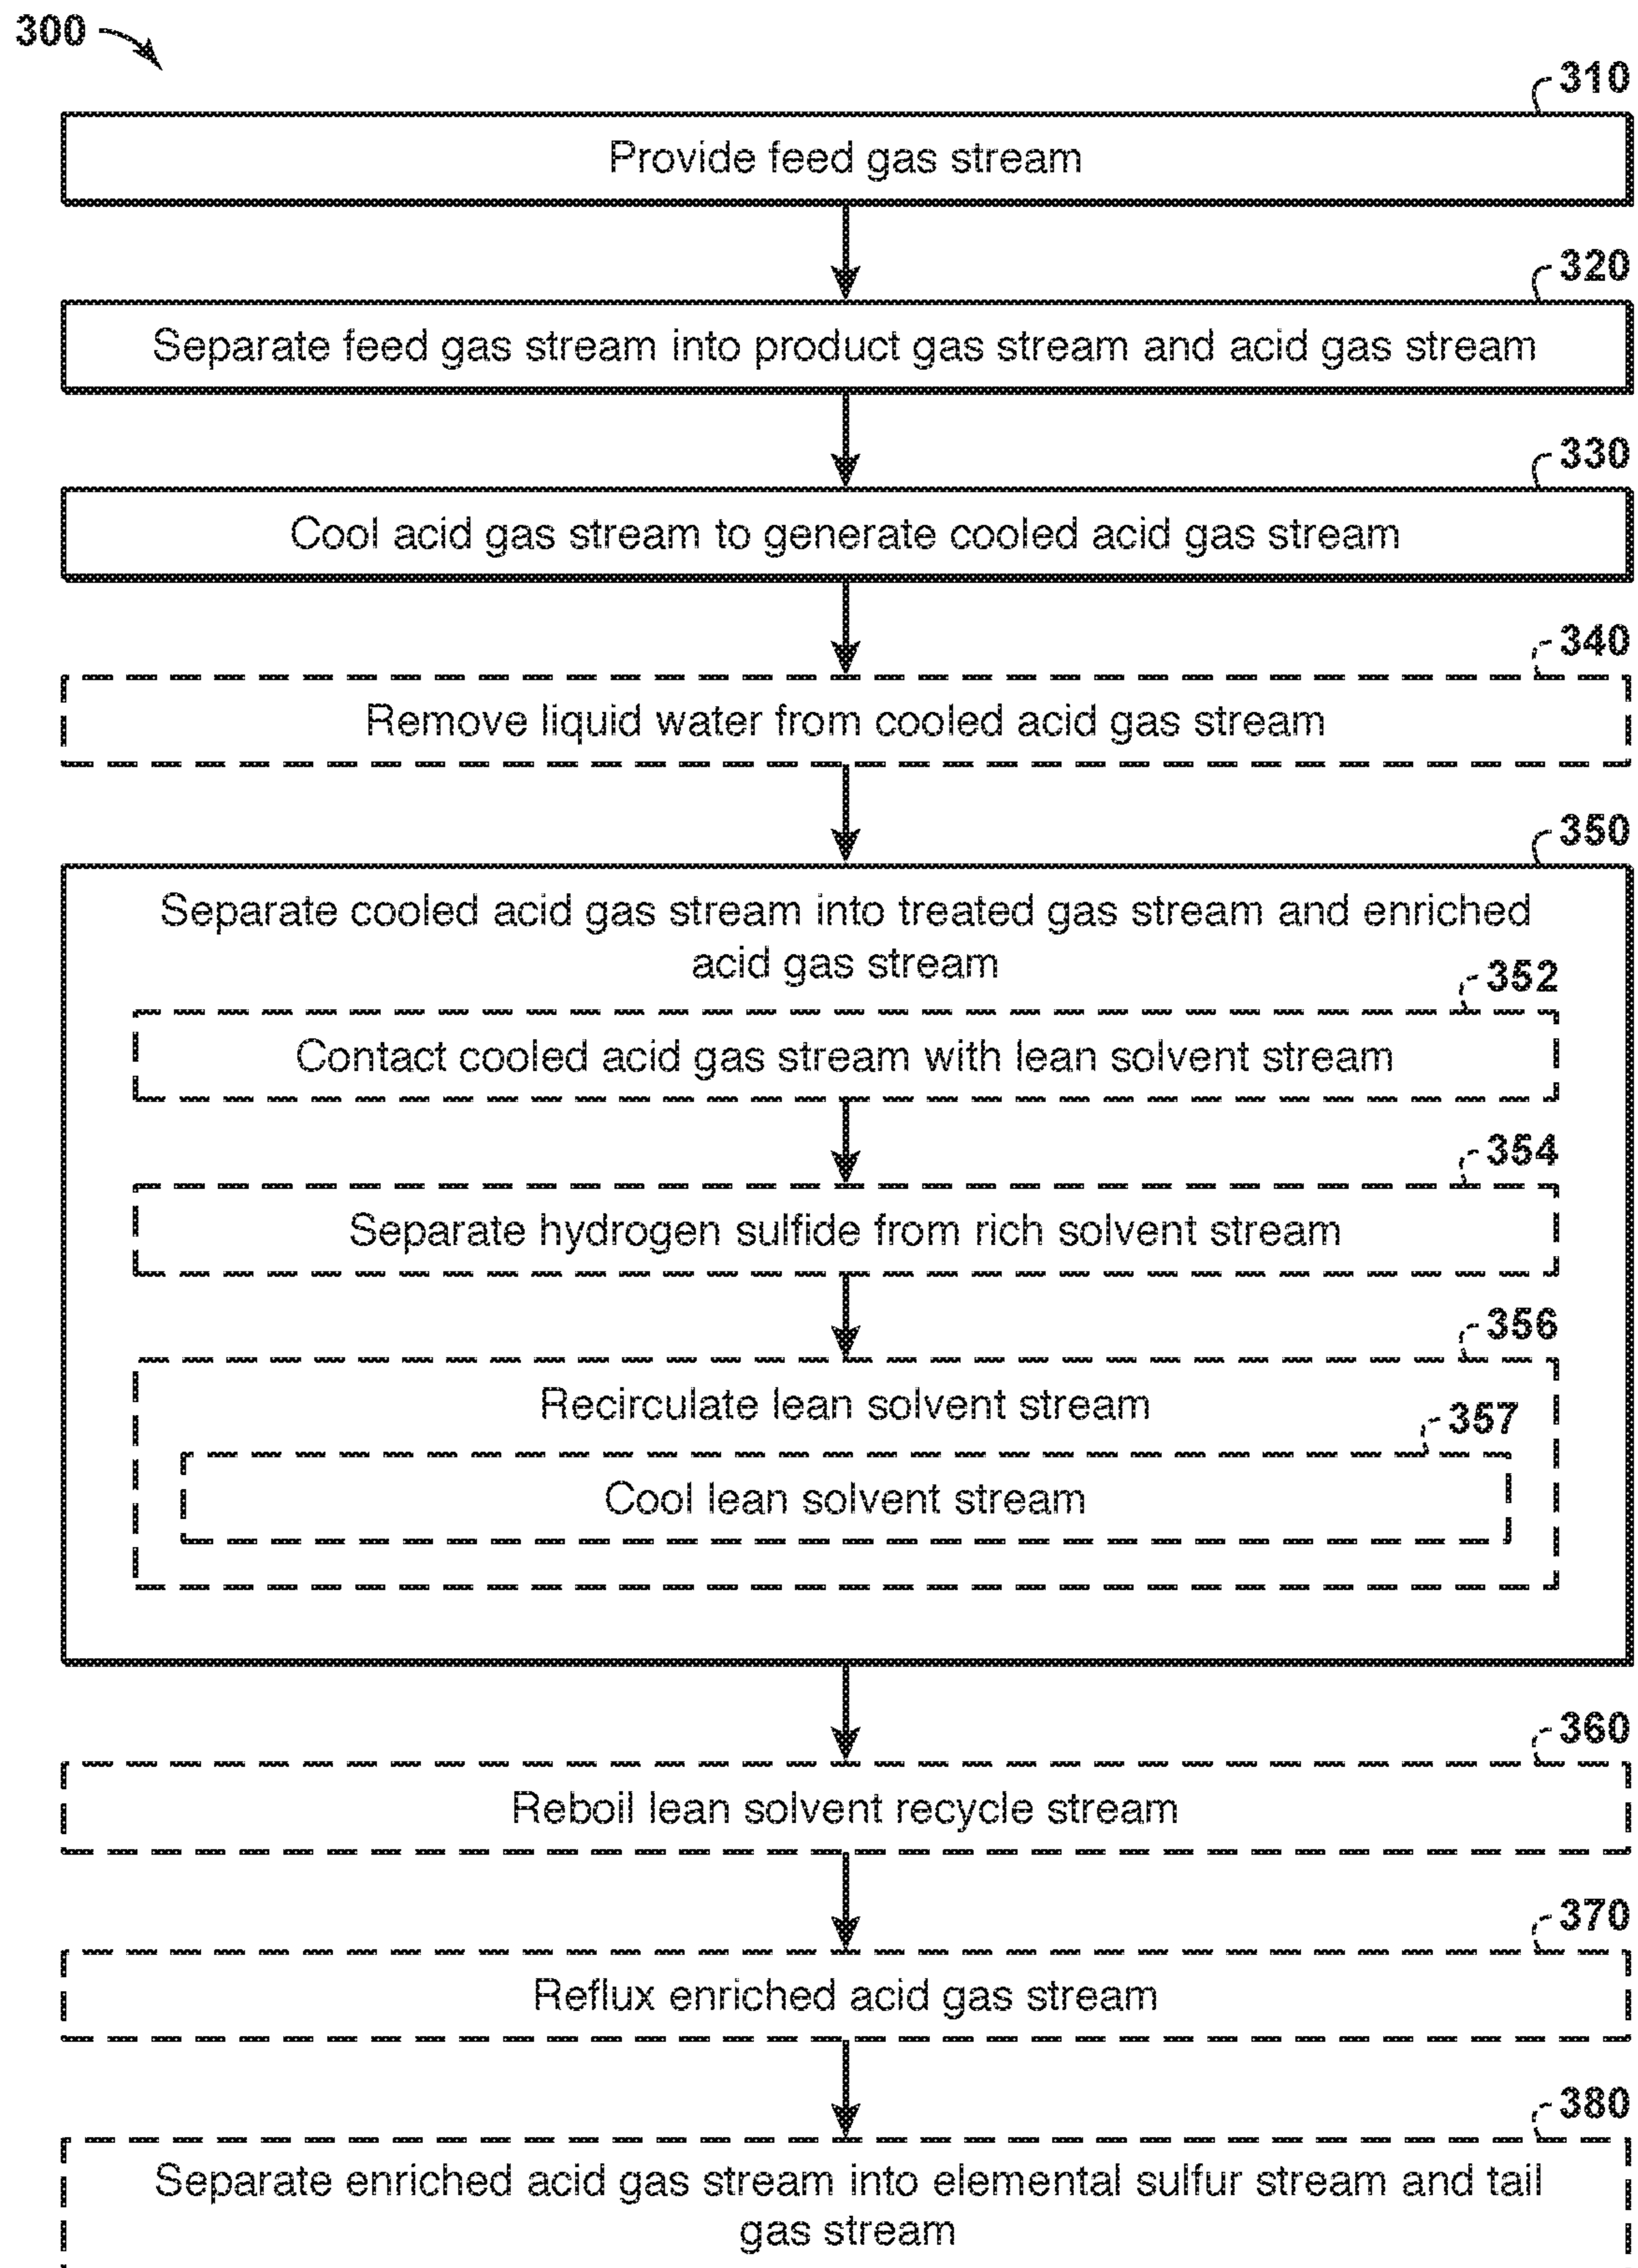 300
310
Provide feed gas stream
320
Separate feed gas stream into product gas stream and acid gas stream
330
Cool acid gas stream to generate cooled acid gas stream
340
Remove liquid water from cooled acid gas stream
350
Separate cooled acid gas stream into treated gas stream and enriched
acid gas stream
352
Contact cooled acid gas stream with lean solvent stream
354
Separate hydrogen sulfide from rich solvent stream
356
Recirculate lean solvent stream
357
Cool lean solvent stream
360
Reboil lean solvent recycle stream
370
Reflux enriched acid gas stream
380
Separate enriched acid gas stream into elemental sulfur stream and tail
gas stream